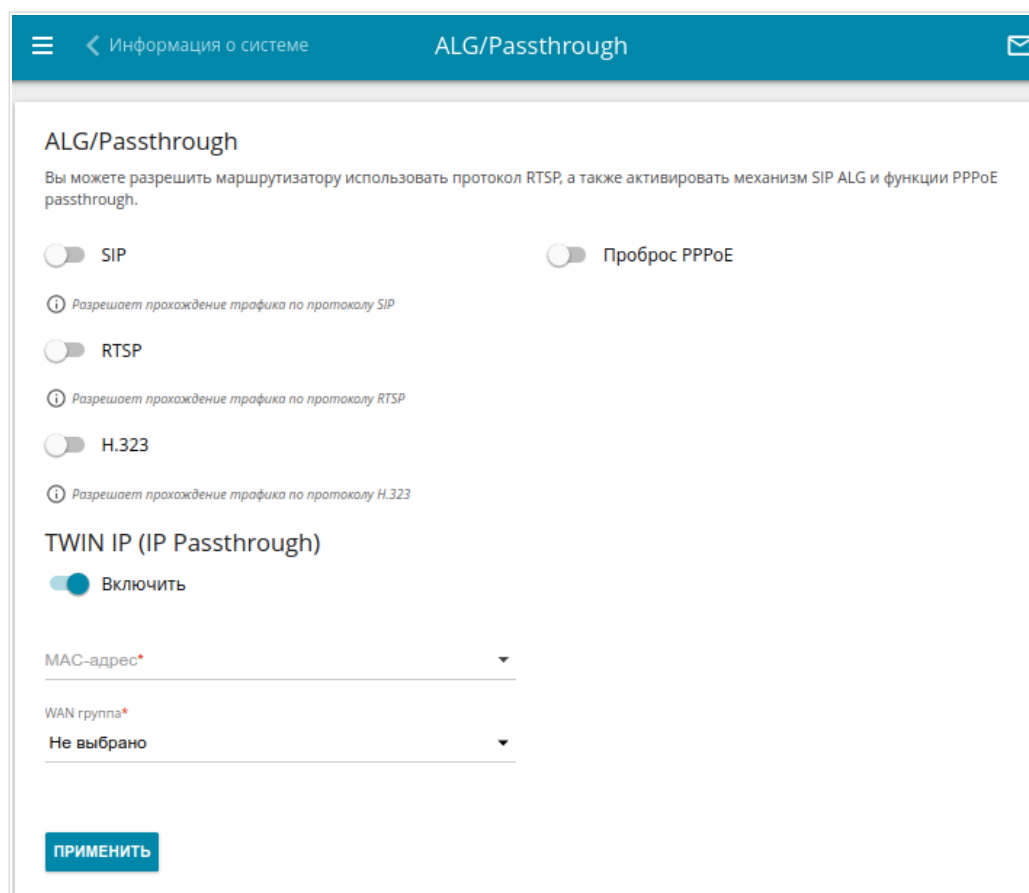 Информация о системе
ALG/Passthrough
ALG/Passthrough
Вы можете разрешить маршрутизатору использовать протокол RTSP, а также активировать механизм SIP ALG и функции PPPoE
passthrough.
SIP
Проброс PPPoE
Разрешает прохождение трафика по протоколу SIP
RTSP
Разрешает прохождение трафика по протоколу RTSP
H.323
Разрешает прохождение трафика по протоколу H.323
TWIN IP (IP Passthrough)
Включить
MAC-адрес*
WAN группа*
Не выбрано
ПРИМЕНИТЬ